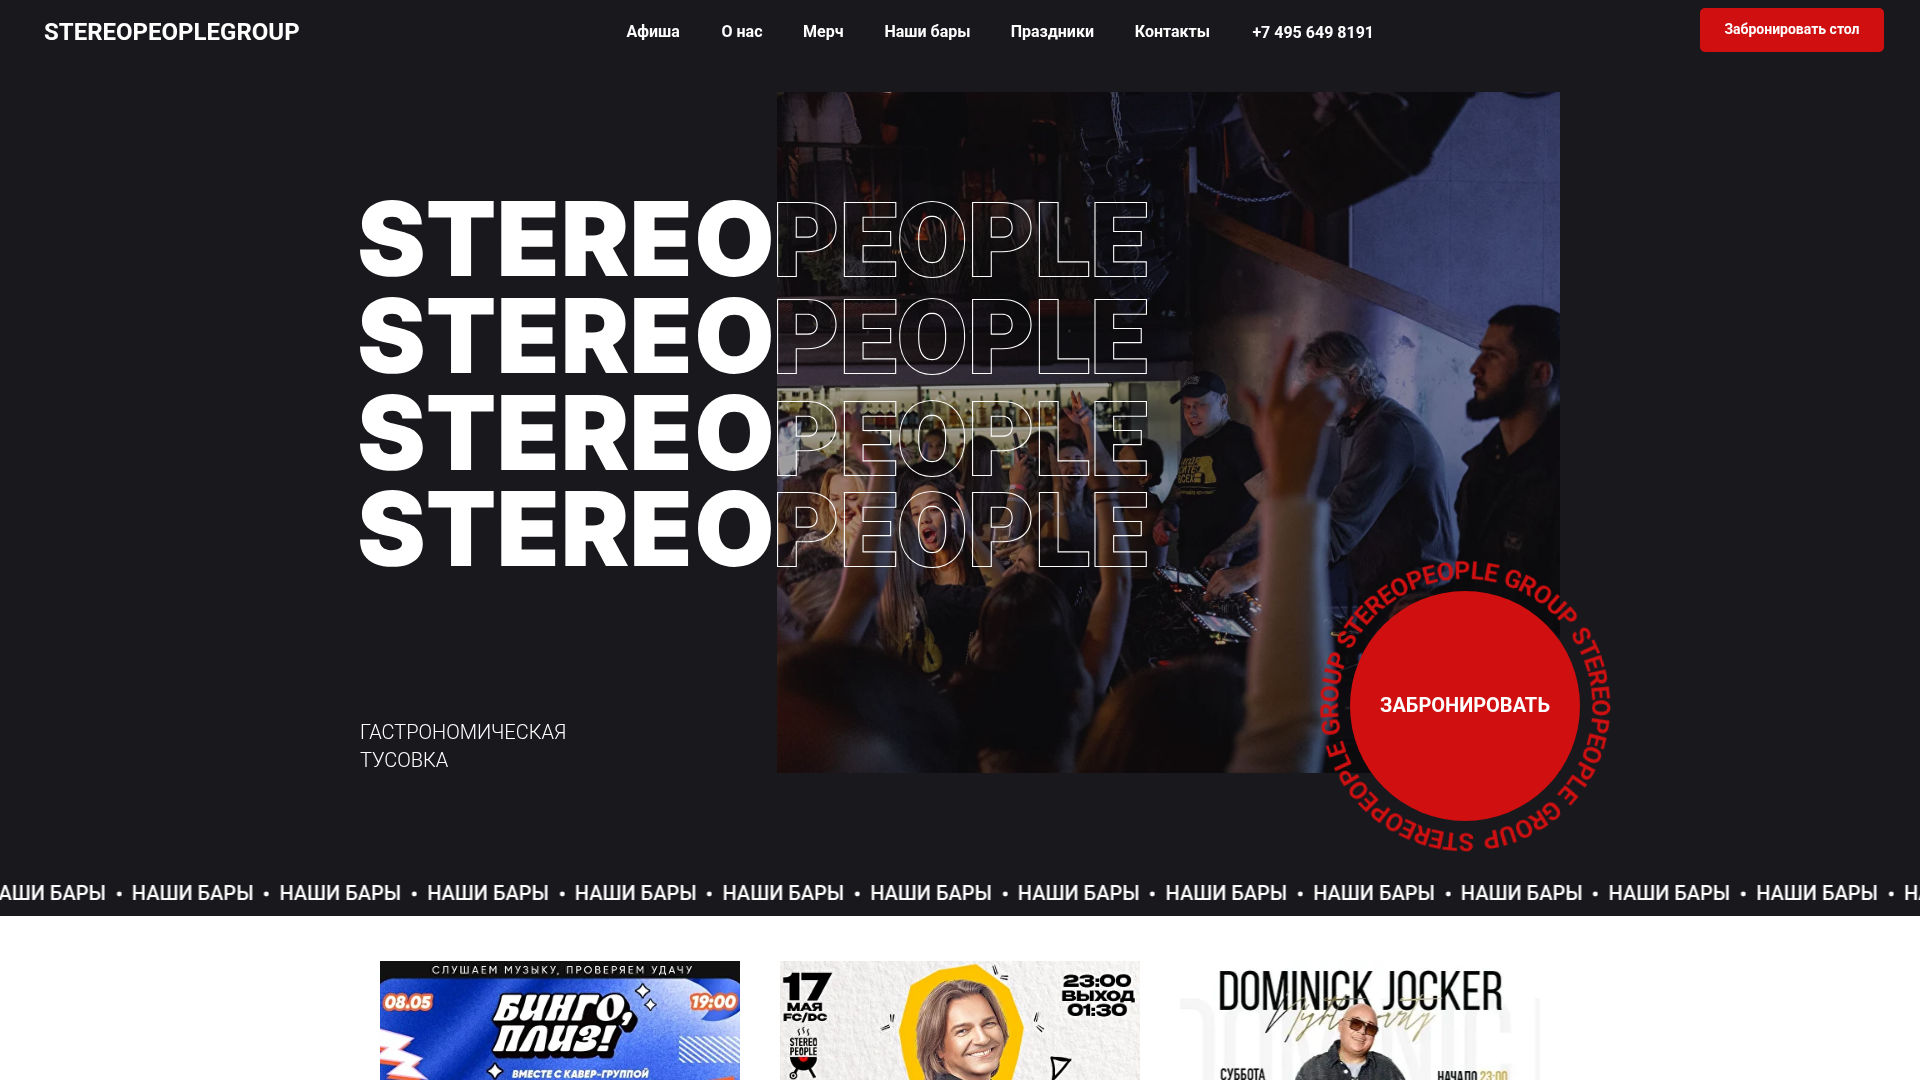 STEREOPEOPLEGROUP
Афиша
О нас
Мерч
Наши бары
Праздники
Контакты
+7 495 649 8191
Забронировать стол
STEREOPEOPLE
STEREOPEOPLE
STEREOPEOPLE
STEREOPEOPLE
ГАСТРОНОМИЧЕСКАЯ
ТУСОВКА
STEREOPEOPLE GROUP STEREOPEOPLE GROUP STEREOPEOPLE GROUP
ЗАБРОНИРОВАТЬ
АШИ БАРЫ • НАШИ БАРЫ • НАШИ БАРЫ • НАШИ БАРЫ • НАШИ БАРЫ • НАШИ БАРЫ • НАШИ БАРЫ • НАШИ БАРЫ • НАШИ БАРЫ • НАШИ БАРЫ • НАШИ БАРЫ • НАШИ БАРЫ • НАШИ БАРЫ • Н
СЛУШАЕМ МУЗЫКУ, ПРОВЕРЯЕМ УДАЧУ
08.05
БИНГО,
ПЛИЗ!
19:00
ВМЕСТЕ С КАВЕР-ГРУППОЙ
17
МАЯ
FC/DC
STEREO
PEOPLE
23:00
ВЫХОД
01:30
DOMINICK JOCKER
Night Party
СУББОТА
НАЧАЛО 23:00